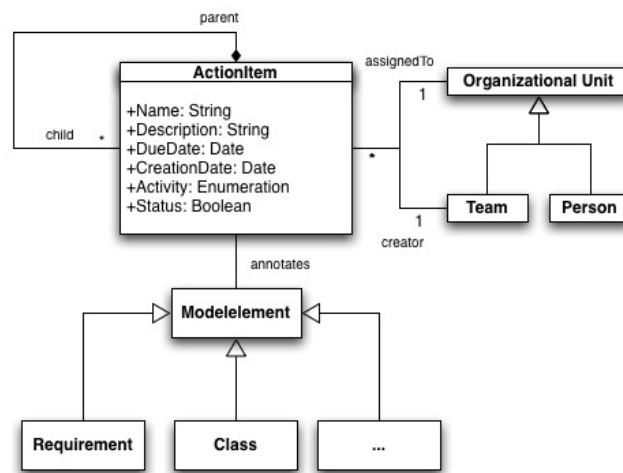 parent
ActionItem
+Name: String
+Description: String
+DueDate: Date
+CreationDate: Date
+Activity: Enumeration
+Status: Boolean
child
*
assignedTo
1
Organizational Unit
*
Team
Person
1
creator
annotates
Modelelement
Requirement
Class
...